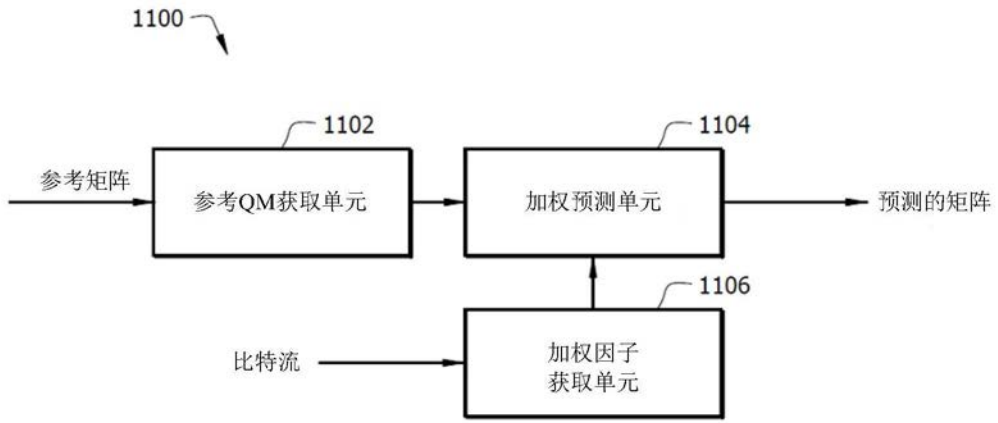 1100
1102
1104
参考矩阵
参考QM获取单元
加权预测单元
预测的矩阵
1106
比特流
加权因子
获取单元